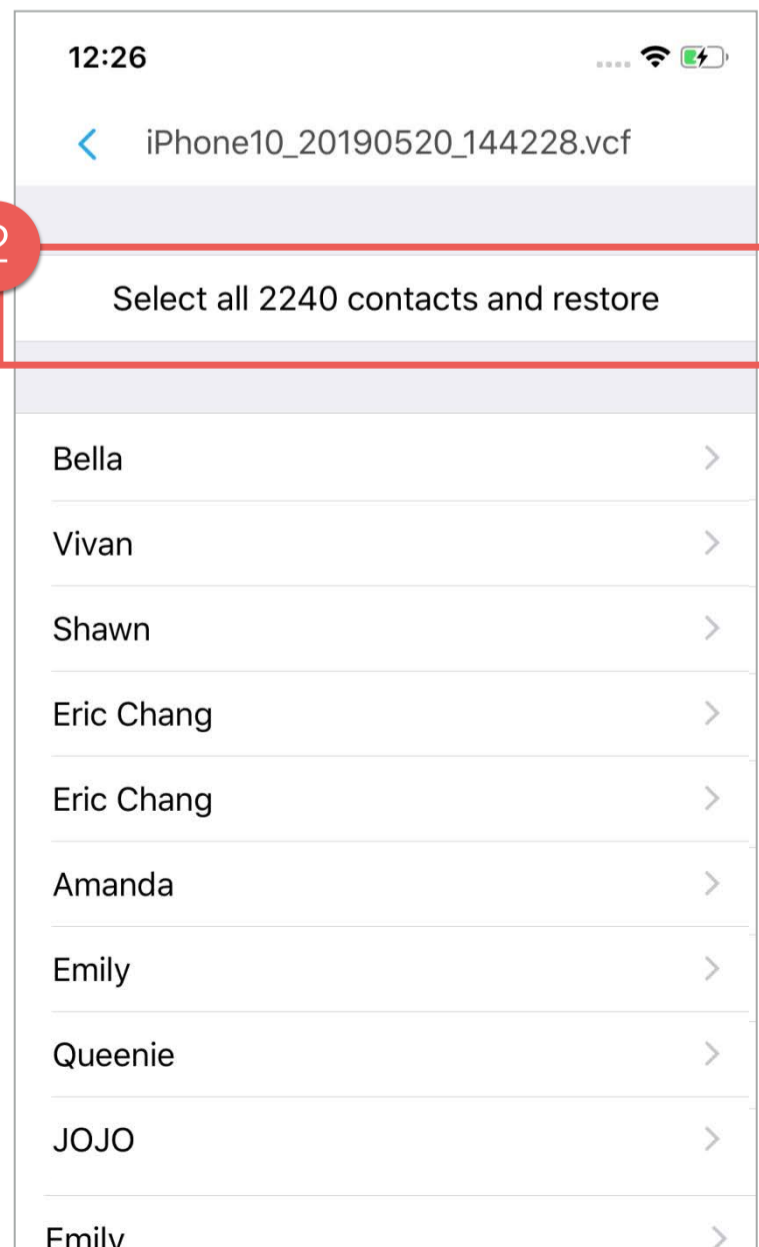 12:26
iPhone10_20190520_144228.vcf
2
Select all 2240 contacts and restore
Bella
Vivan
Shawn
Eric Chang
Eric Chang
Amanda
Emily
Queenie
JOJO
Emily